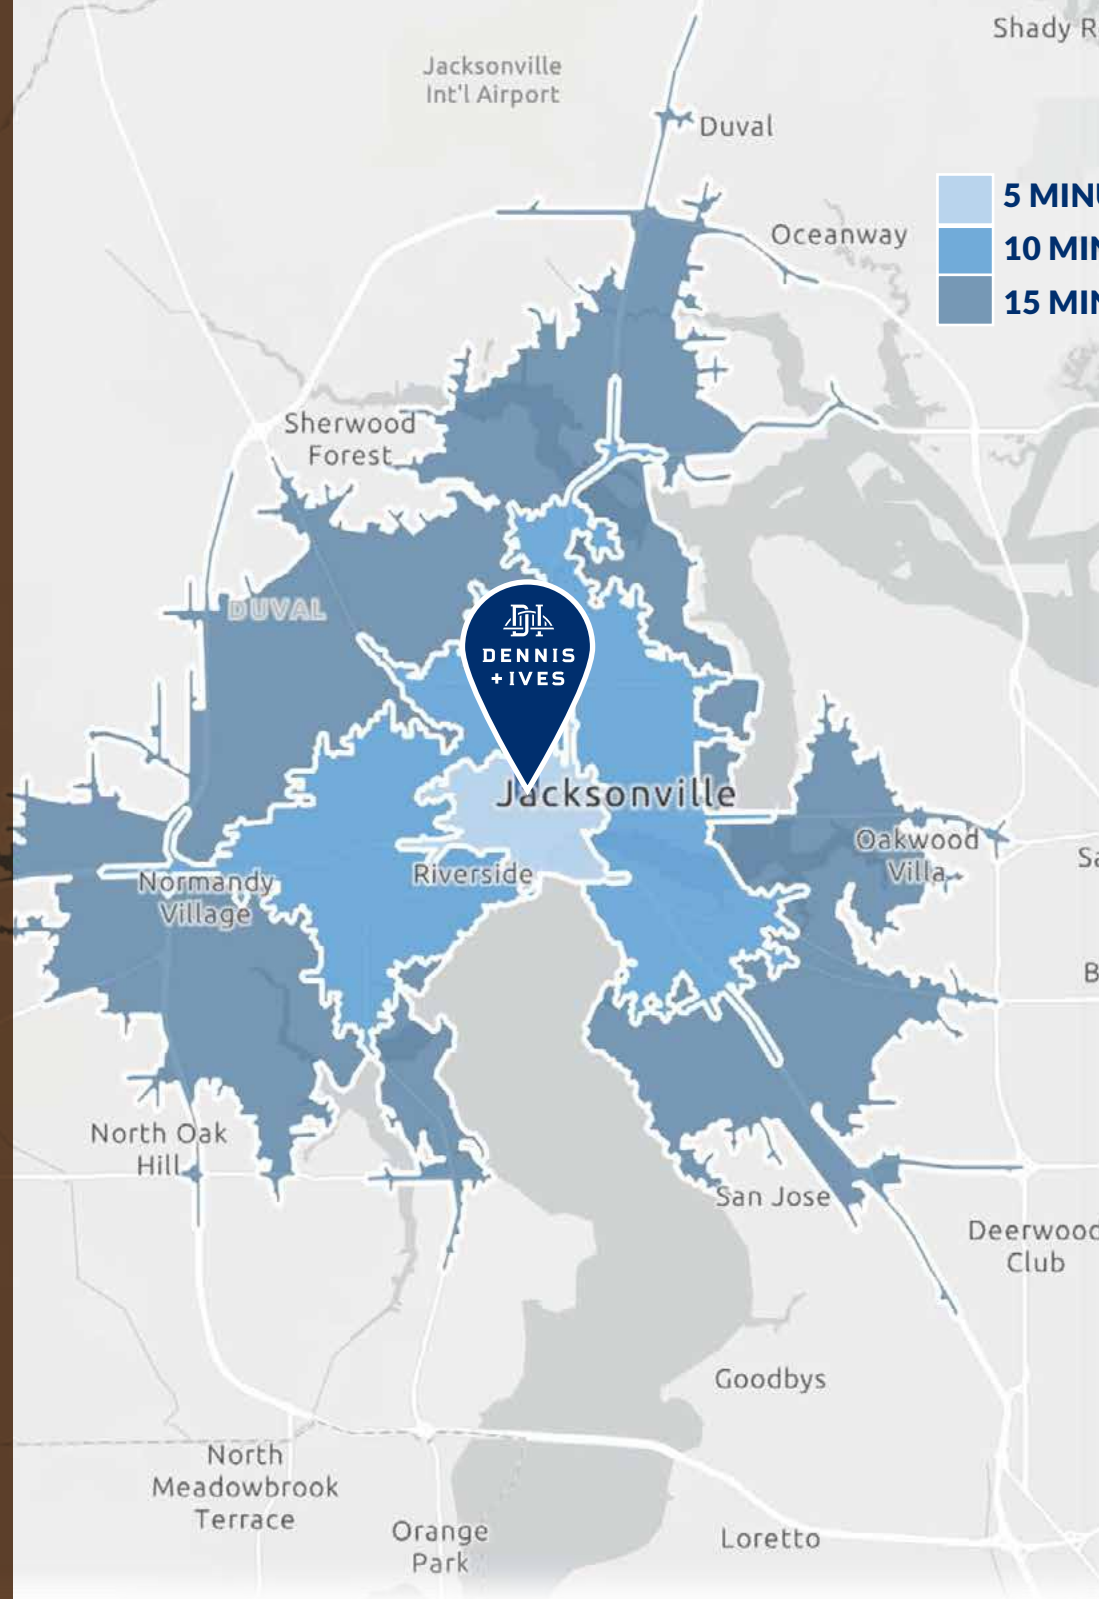 Shady R
Jacksonville
Int'l Airport
Duval
5 MINU
Oceanway
10 MIN
15 MIN
Sherwood
Forest
DUVAL
DENNIS
+ IVES
Jacksonville
Oakwood
Villa
Sa
Riverside
Normandy
Village
B
North Oak
Hill
San Jose
Deerwood
Club
Goodbys
North
Meadowbrook
Terrace
Orange
Park
Loretto